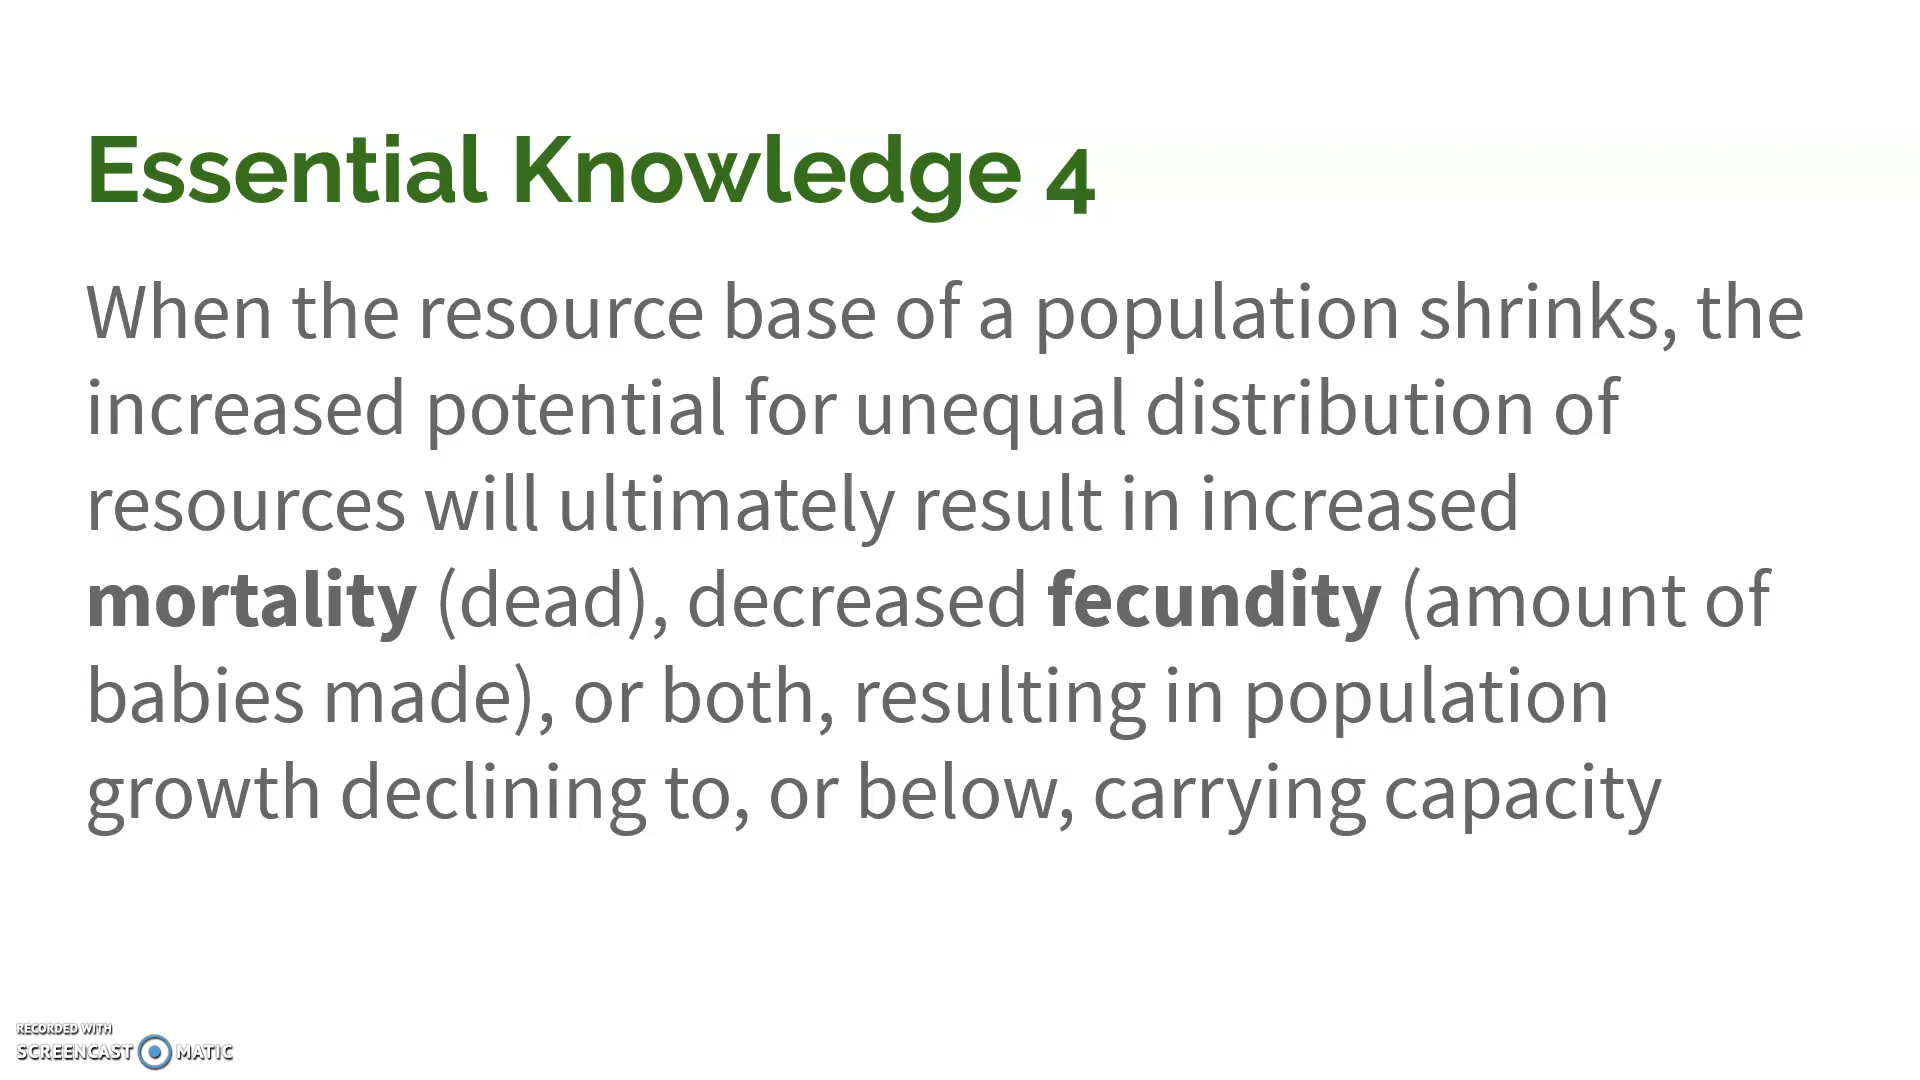 Essential Knowledge 4
When the resource base of a population shrinks, the
increased potential for unequal distribution of
resources will ultimately result in increased
mortality (dead), decreased fecundity (amount of
babies made), or both, resulting in population
growth declining to, or below, carrying capacity
RECORDED WITH
SCREENCAST MATIC